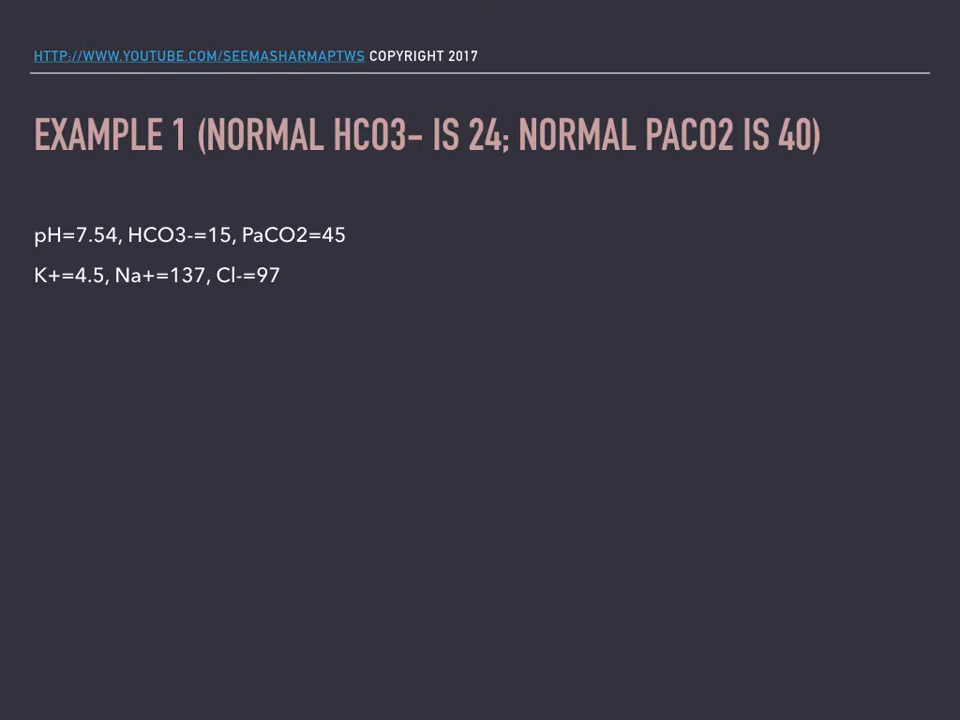 HTTP://WWW.YOUTUBE.COM/SEEMASHARMAPTWS COPYRIGHT 2017
EXAMPLE 1 (NORMAL HCO3- IS 24; NORMAL PACO2 IS 40)
pH=7.54, HCO3-=15, PaCO2=45
K+=4.5, Na+=137, Cl-=97